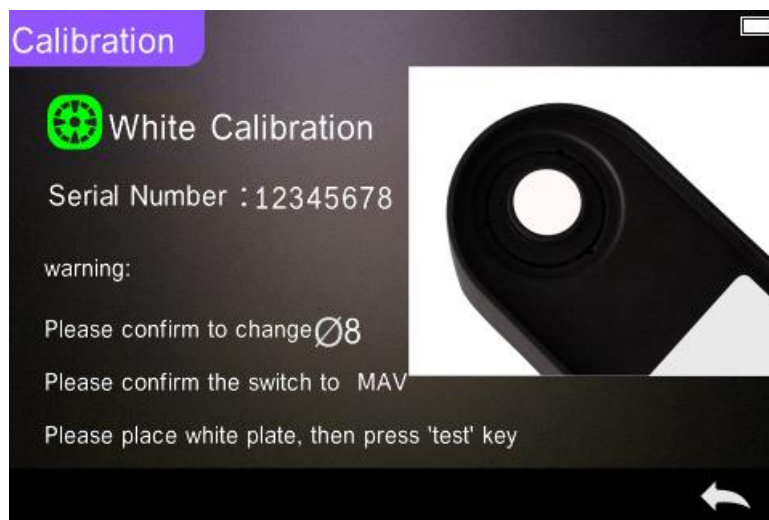 Calibration
White Calibration
Serial Number :12345678
warning:
Please confirm to change∅8
Please confirm the switch to MAV
Please place white plate, then press 'test' key